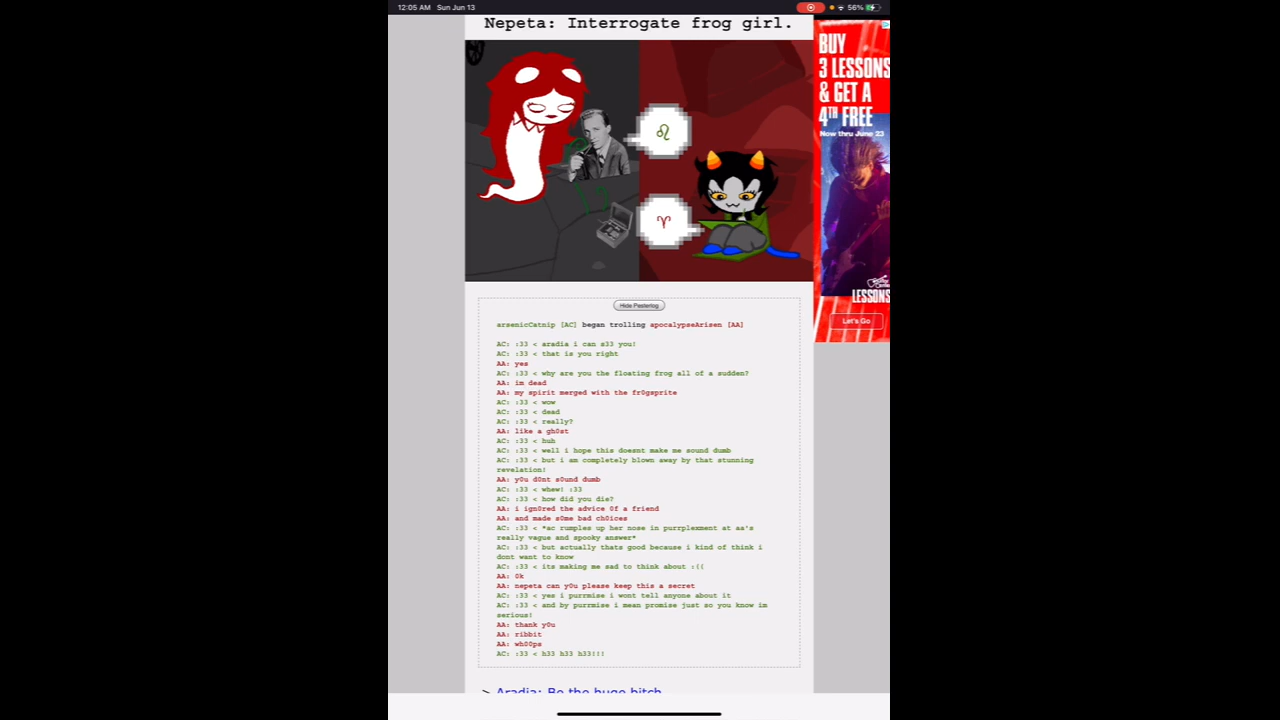 12:05 AM Sun Jun 13
56%
Nepeta: Interrogate frog girl.
BUY
3 LESSONS
& GET A
4TH FREE
Now thru June 23
LESSONS
Let's Go
Hide Pesterlog
arsenicCatnip [AC] began trolling apocalypseArisen [AA]
AC: :33 < aradia i can s33 you!
AC: :33 < that is you right
AA: yes
AC: :33 < why are you the floating frog all of a sudden?
AA: im dead
AA: my spirit merged with the fr0gsprite
AC: :33 < wow
AC: :33 < dead
AC: :33 < really?
AA: like a gh0st
AC: :33 < huh
AC: :33 < well i hope this doesnt make me sound dumb
AC: :33 < but i am completely blown away by that stunning
revelation!
AA: y0u d0nt s0und dumb
AC: :33 < whew! :33
AC: :33 < how did you die?
AA: i ign0red the advice 0f a friend
AA: and made s0me bad ch0ices
AC: :33 < *ac rumples up her nose in purrplexment at aa's
really vague and spooky answer*
AC: :33 < but actually thats good because i kind of think i
dont want to know
AC: :33 < its making me sad to think about :((
AA: 0k
AA: nepeta can y0u please keep this a secret
AC: :33 < yes i purrmise i wont tell anyone about it
AC: :33 < and by purrmise i mean promise just so you know im
serious!
AA: thank y0u
AA: ribbit
AA: wh00ps
AC: :33 < h33 h33 h33!!!
> Aradia: Be the huge bitch.